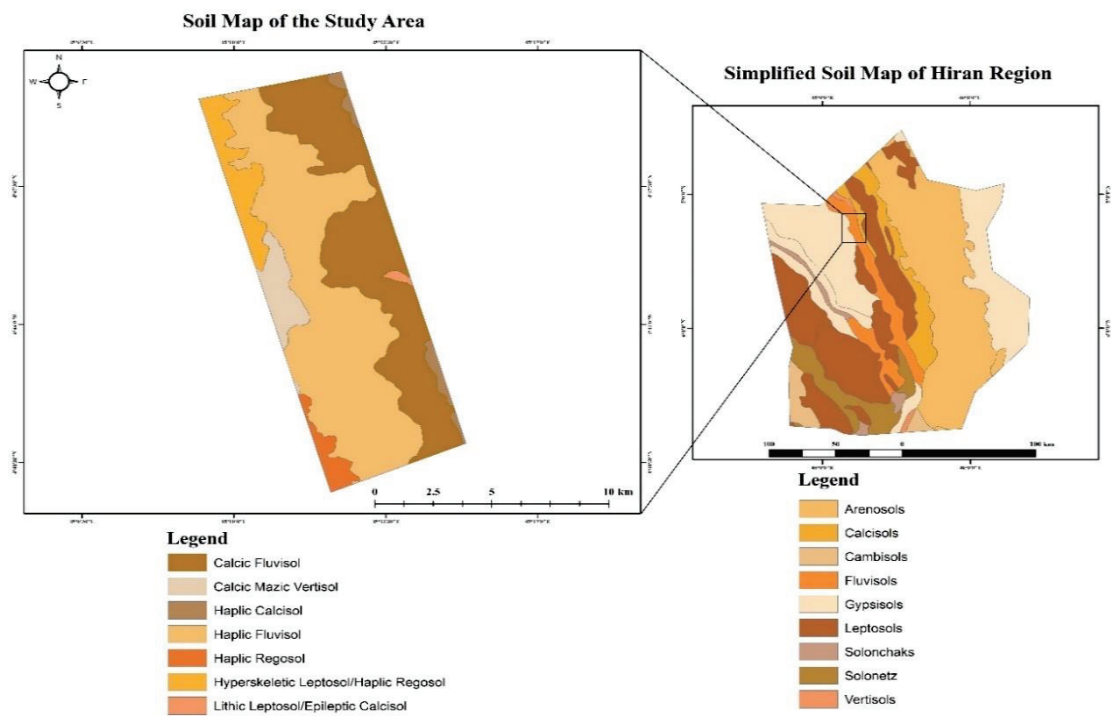 Soil Map of the Study Area
N
W
E
S
0
2.5
5
10 km
Legend
Calcic Fluvisol
Calcic Mazic Vertisol
Haplic Calcisol
Haplic Fluvisol
Haplic Regosol
Hyperskeletic Leptosol/Haplic Regosol
Lithic Leptosol/Epileptic Calcisol
Simplified Soil Map of Hiran Region
100
50
0
100 km
Legend
Arenosols
Calcisols
Cambisols
Fluvisols
Gypsisols
Leptosols
Solonchaks
Solonetz
Vertisols